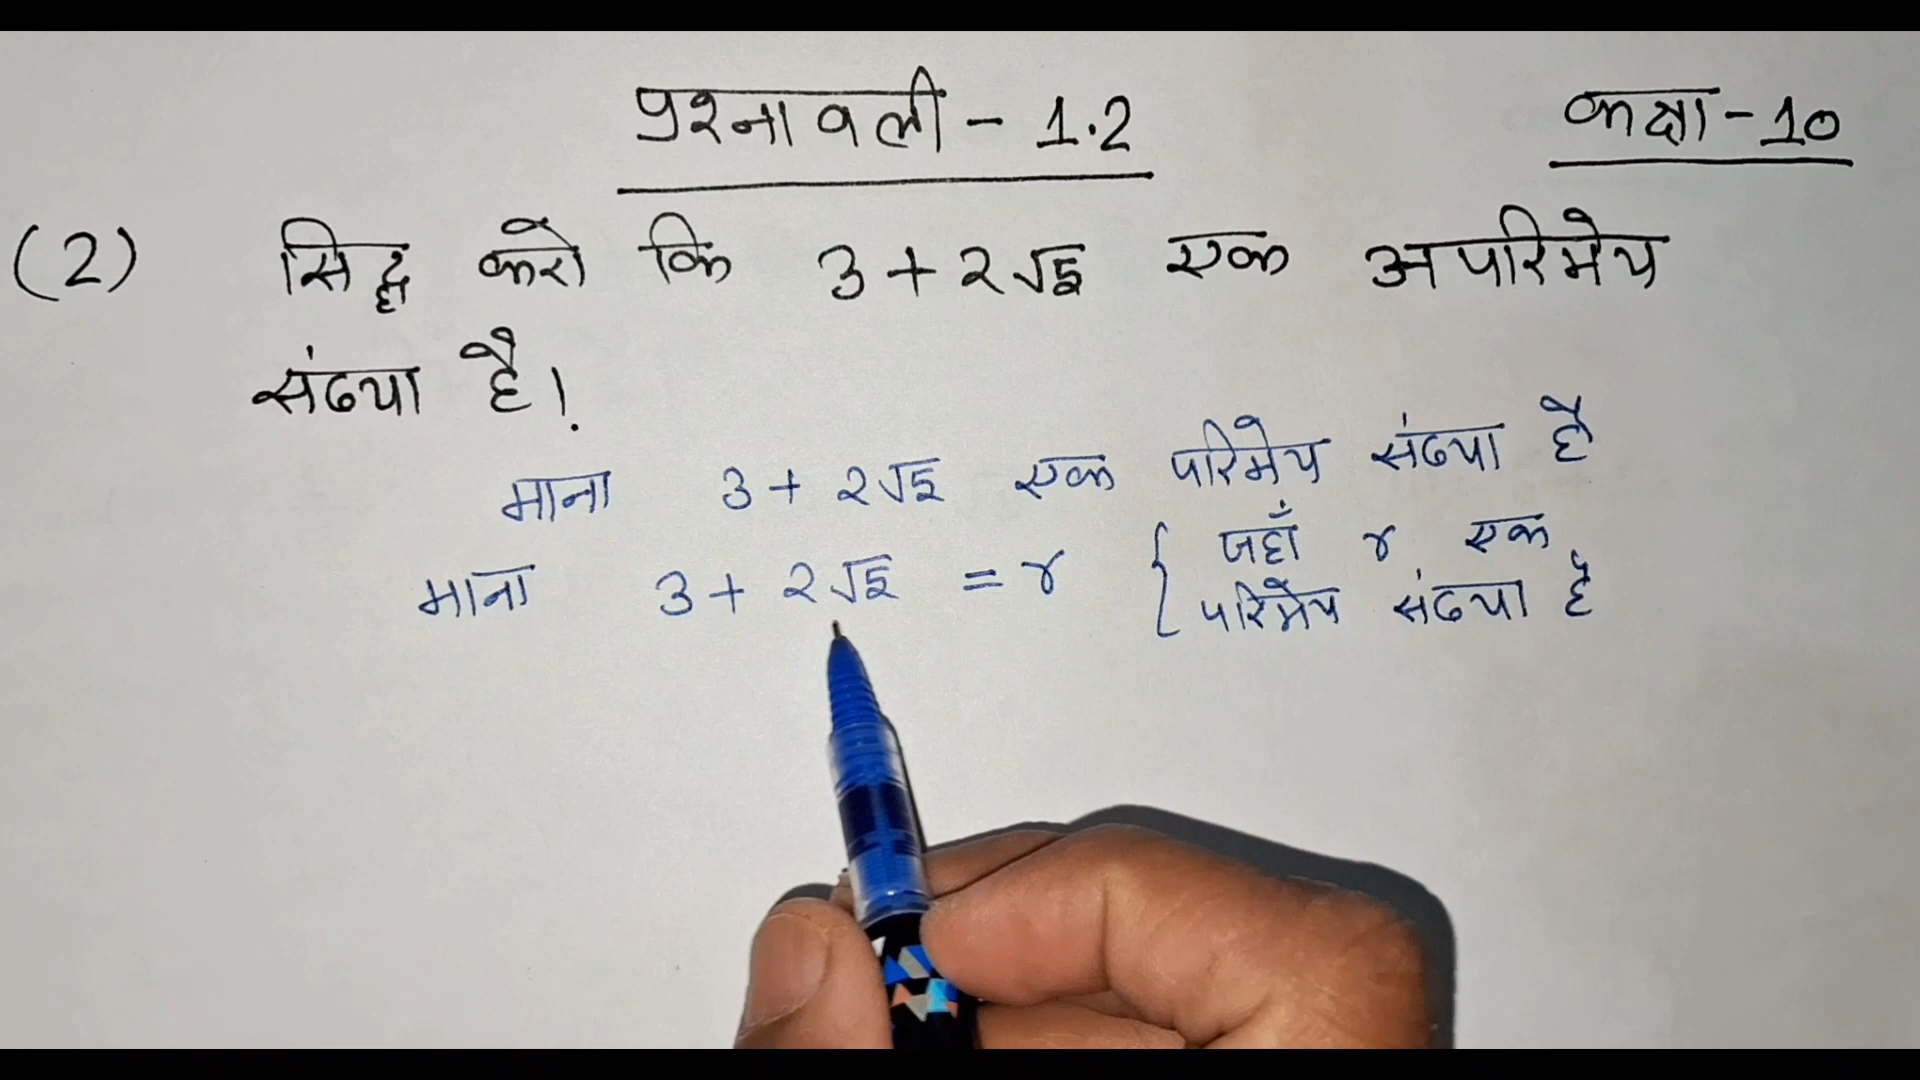 प्रश्नावली - 1.2
कक्षा - 10
(2) सिद्ध करो कि 3 + 2√5 एक अपरिमेय
संख्या है।
माना 3 + 2√5 एक परिमेय संख्या है
माना 3 + 2√5 = r { जहाँ r एक
परिमेय संख्या है